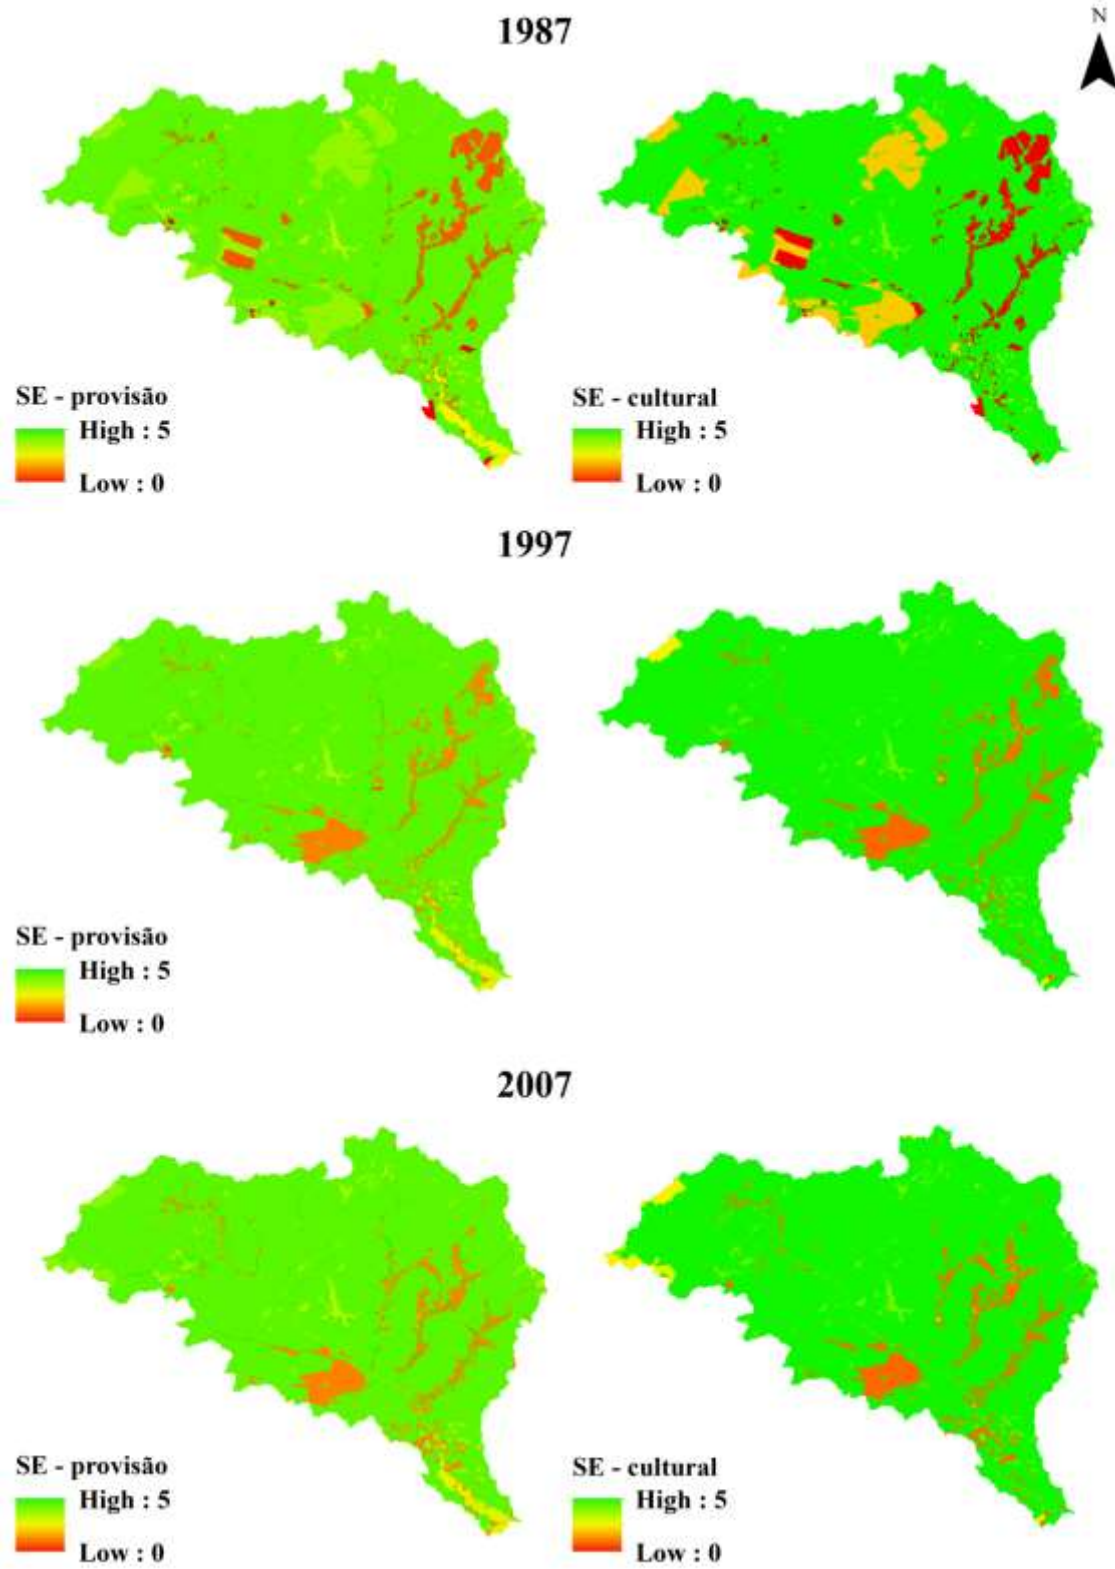 1987
N
SE - provisão
High : 5
Low : 0
SE - cultural
High : 5
Low : 0
1997
SE - provisão
High : 5
Low : 0
2007
SE - provisão
High : 5
Low : 0
SE - cultural
High : 5
Low : 0